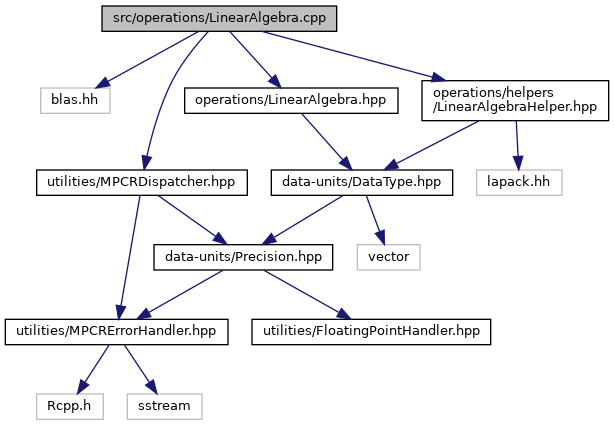 src/operations/LinearAlgebra.cpp
blas.hh
operations/LinearAlgebra.hpp
operations/helpers
/LinearAlgebraHelper.hpp
utilities/MPCRDispatcher.hpp
data-units/DataType.hpp
lapack.hh
data-units/Precision.hpp
vector
utilities/MPCRErrorHandler.hpp
utilities/FloatingPointHandler.hpp
Rcpp.h
sstream